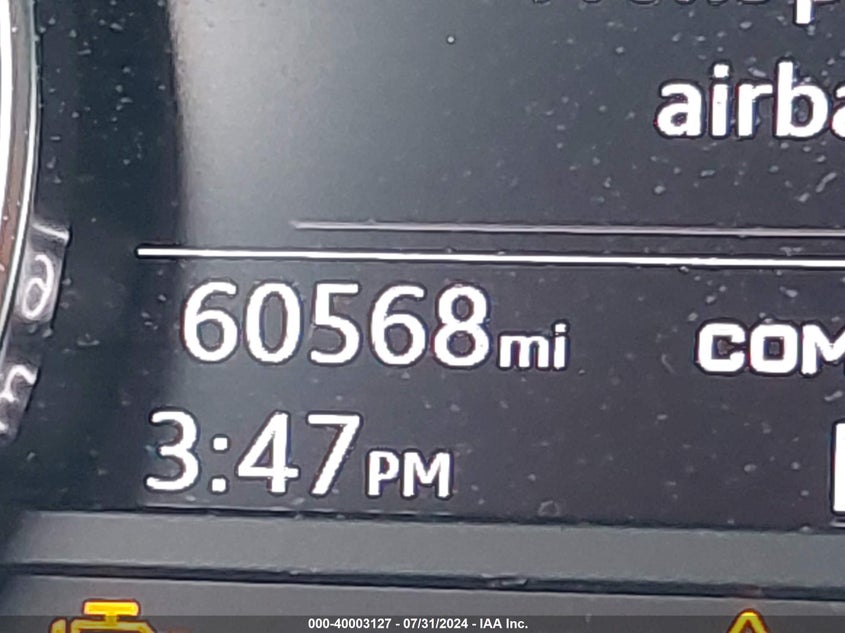 airba
60568mi
COM
3:47PM
000-40003127 - 07/31/2024 - IAA Inc.